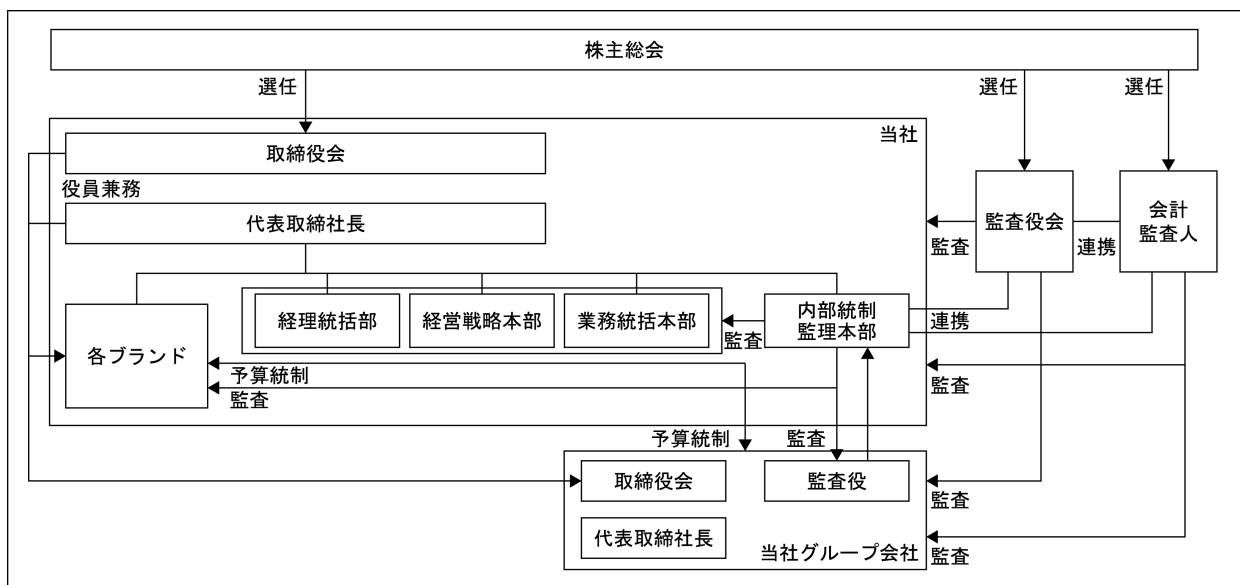 株主総会
選任
選任
選任
当社
取締役会
役員兼務
代表取締社長
監査役会
会計
監査人
監査
連携
経理統括部
経営戦略本部
業務統括本部
内部統制
監理本部
監査
連携
各ブランド
予算統制
監査
監査
予算統制
監査
取締役会
監査役
監査
代表取締社長
当社グループ会社
監査